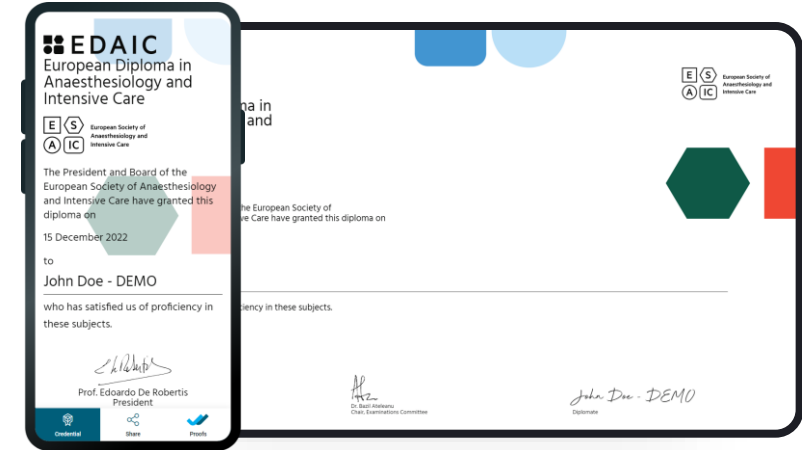 EDAIC
European Diploma in
Anaesthesiology and
Intensive Care
E S
A IC
European Society of
Anaesthesiology and
Intensive Care
The President and Board of the
European Society of Anaesthesiology
and Intensive Care have granted this
diploma on
15 December 2022
to
John Doe - DEMO
who has satisfied us of proficiency in
these subjects.
Prof. Edoardo De Robertis
President
Credential
Share
Proofs
in
and
E S
A IC
European Society of
Anaesthesiology and
Intensive Care
he European Society of
Care have granted this diploma on
in these subjects.
Dr. Bazil Ateleanu
Chair, Examinations Committee
John Doe - DEMO
Diplomate